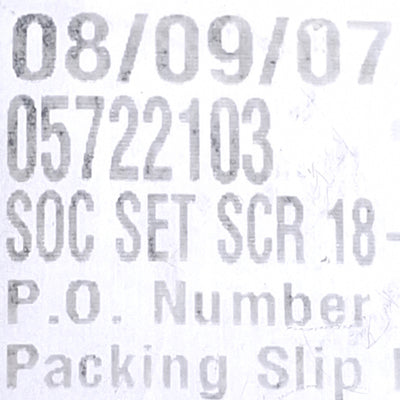 08/09/07
05722103
SOC SET SCR 18-
P.O. Number
Packing Slip